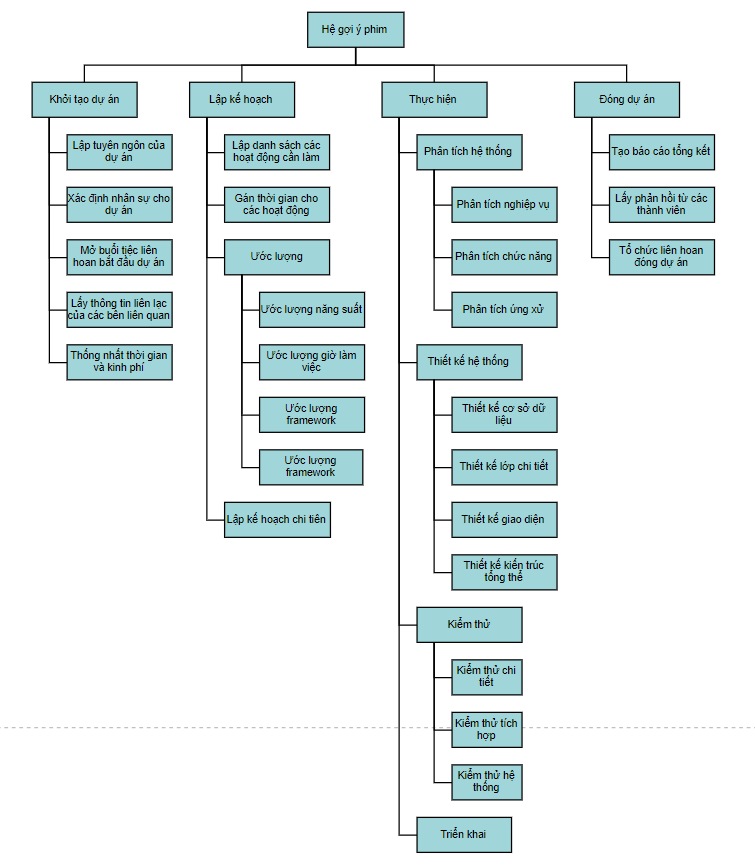 Hệ gợi ý phim
Khởi tạo dự án
Lập tuyên ngôn của
dự án
Xác định nhân sự cho
dự án
Mở buổi tiệc liên
hoan bắt đầu dự án
Lấy thông tin liên lạc
của các bên liên quan
Thống nhất thời gian
và kinh phí
Lập kế hoạch
Lập danh sách các
hoạt động cần làm
Gán thời gian cho
các hoạt động
Ước lượng
Ước lượng năng suất
Ước lượng giờ làm
việc
Ước lượng
framework
Ước lượng
framework
Lập kế hoạch chi tiên
Thực hiện
Phân tích hệ thống
Phân tích nghiệp vụ
Phân tích chức năng
Phân tích ứng xử
Thiết kế hệ thống
Thiết kế cơ sở dữ
liệu
Thiết kế lớp chi tiết
Thiết kế giao diện
Thiết kế kiến trúc
tổng thể
Kiểm thử
Kiểm thử chi
tiết
Kiểm thử tích
hợp
Kiểm thử hệ
thống
Triển khai
Đóng dự án
Tạo báo cáo tổng kết
Lấy phản hồi từ các
thành viên
Tổ chức liên hoan
đóng dự án